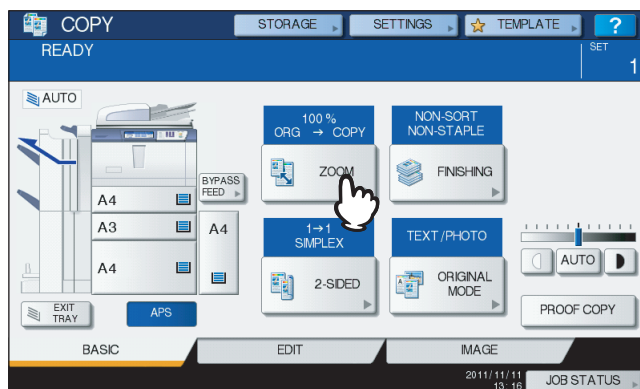 COPY
STORAGE
SETTINGS
TEMPLATE
?
READY
SET
1
AUTO
100 %
ORG → COPY
NON-SORT
NON-STAPLE
ZOOM
FINISHING
BYPASS
FEED
A4
A3
A4
A4
1→1
SIMPLEX
TEXT/PHOTO
2-SIDED
ORIGINAL
MODE
AUTO
EXIT
TRAY
APS
PROOF COPY
BASIC
EDIT
IMAGE
2011/11/11
13:16
JOB STATUS